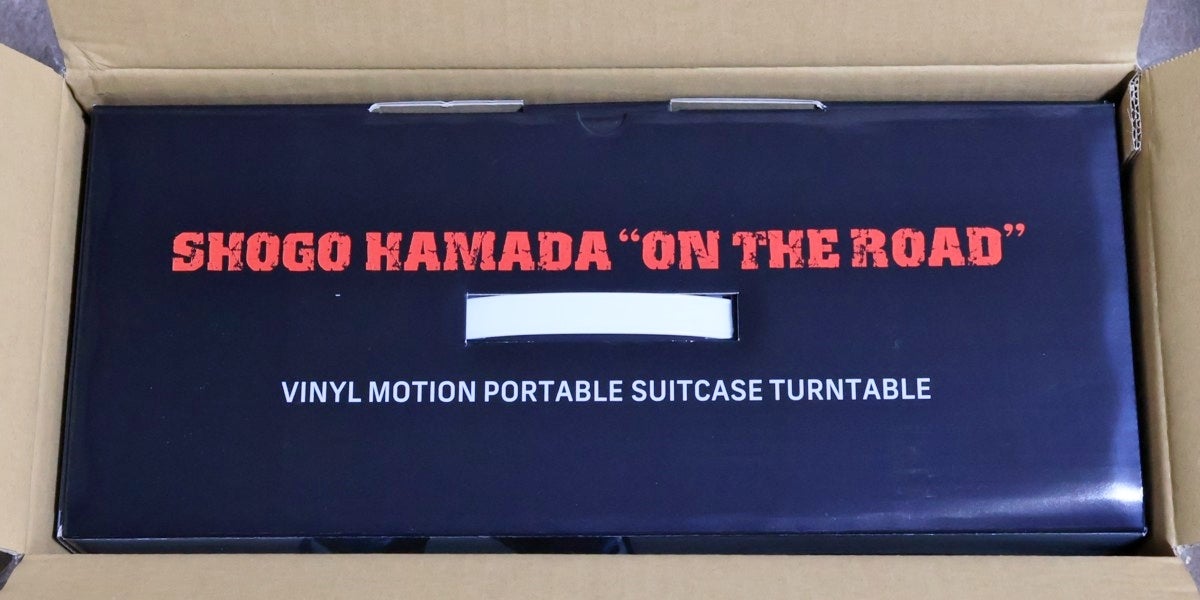 SHOGO HAMADA “ON THE ROAD”
VINYL MOTION PORTABLE SUITCASE TURNTABLE